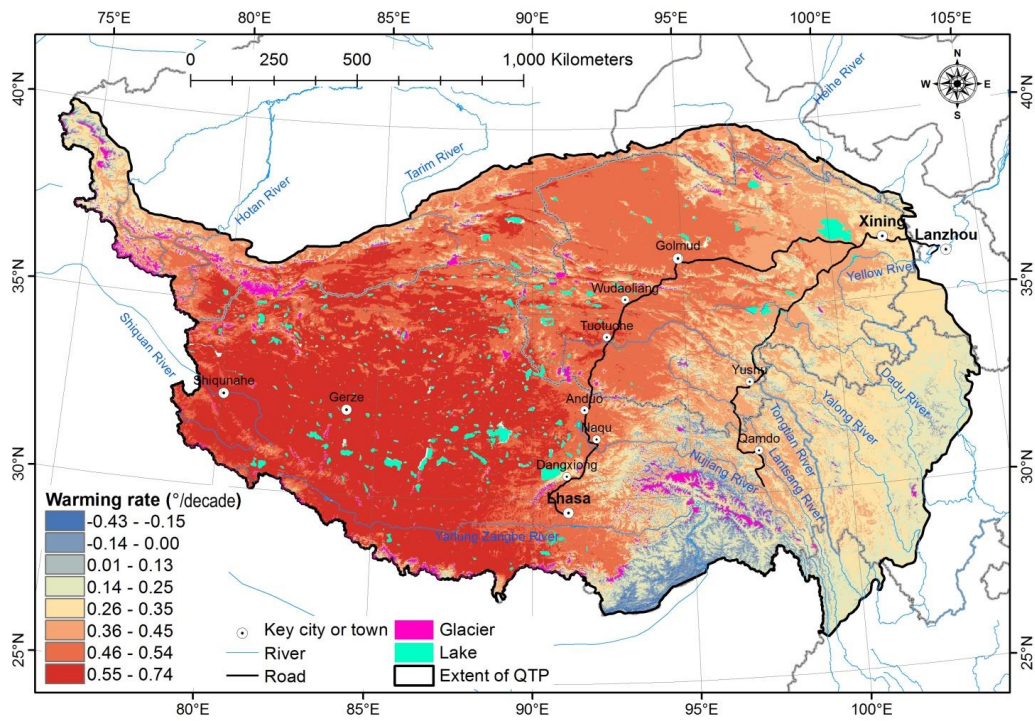 75°E 80°E 85°E 90°E 95°E 100°E 105°E
0 250 500 1,000 Kilometers
N
W E
S
40°N
40°N
Heihe River
Tarim River
Hotan River
Xining
Lanzhou
Golmud
Yellow River
35°N
35°N
Wudaoliang
Tuotuohe
Shiquan River
Shiqunahe
Gerze
Yushu
Dadu River
Anduo
Yalong River
Tongtian River
Naqu
Qamdo
Lantsang River
Nujiang River
Dangxiong
30°N
30°N
Lhasa
Yarlung Zangbo River
Warming rate (°/decade)
-0.43 - -0.15
-0.14 - 0.00
0.01 - 0.13
0.14 - 0.25
0.26 - 0.35
0.36 - 0.45
0.46 - 0.54
0.55 - 0.74
Key city or town
River
Road
Glacier
Lake
Extent of QTP
25°N
25°N
80°E 85°E 90°E 95°E 100°E